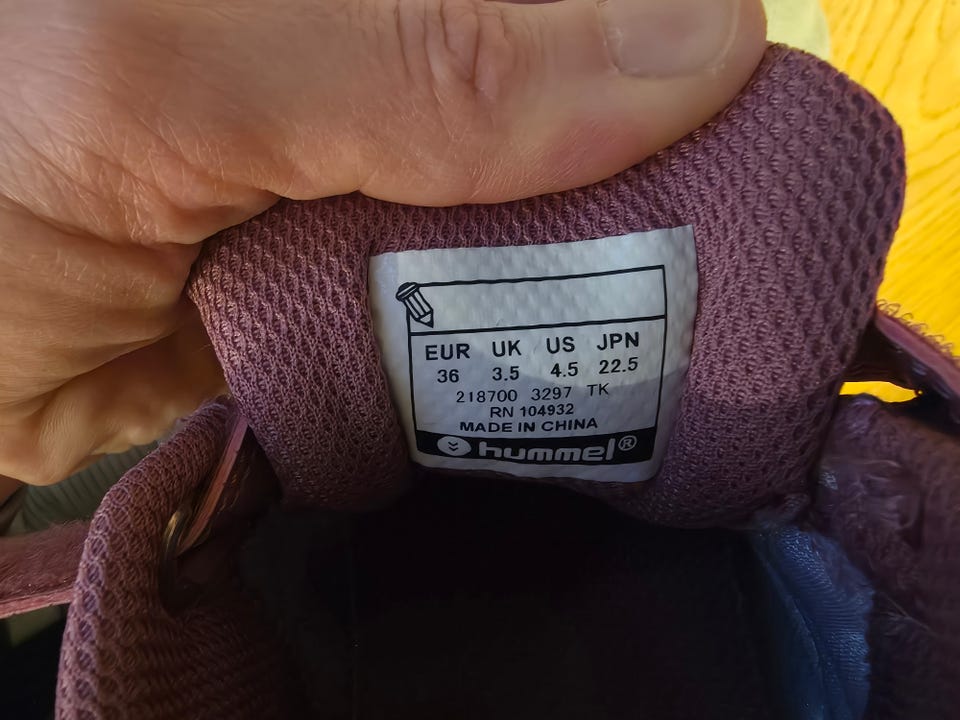 EUR UK US JPN
36 3.5 4.5 22.5
218700 3297 TK
RN 104932
MADE IN CHINA
hummel®